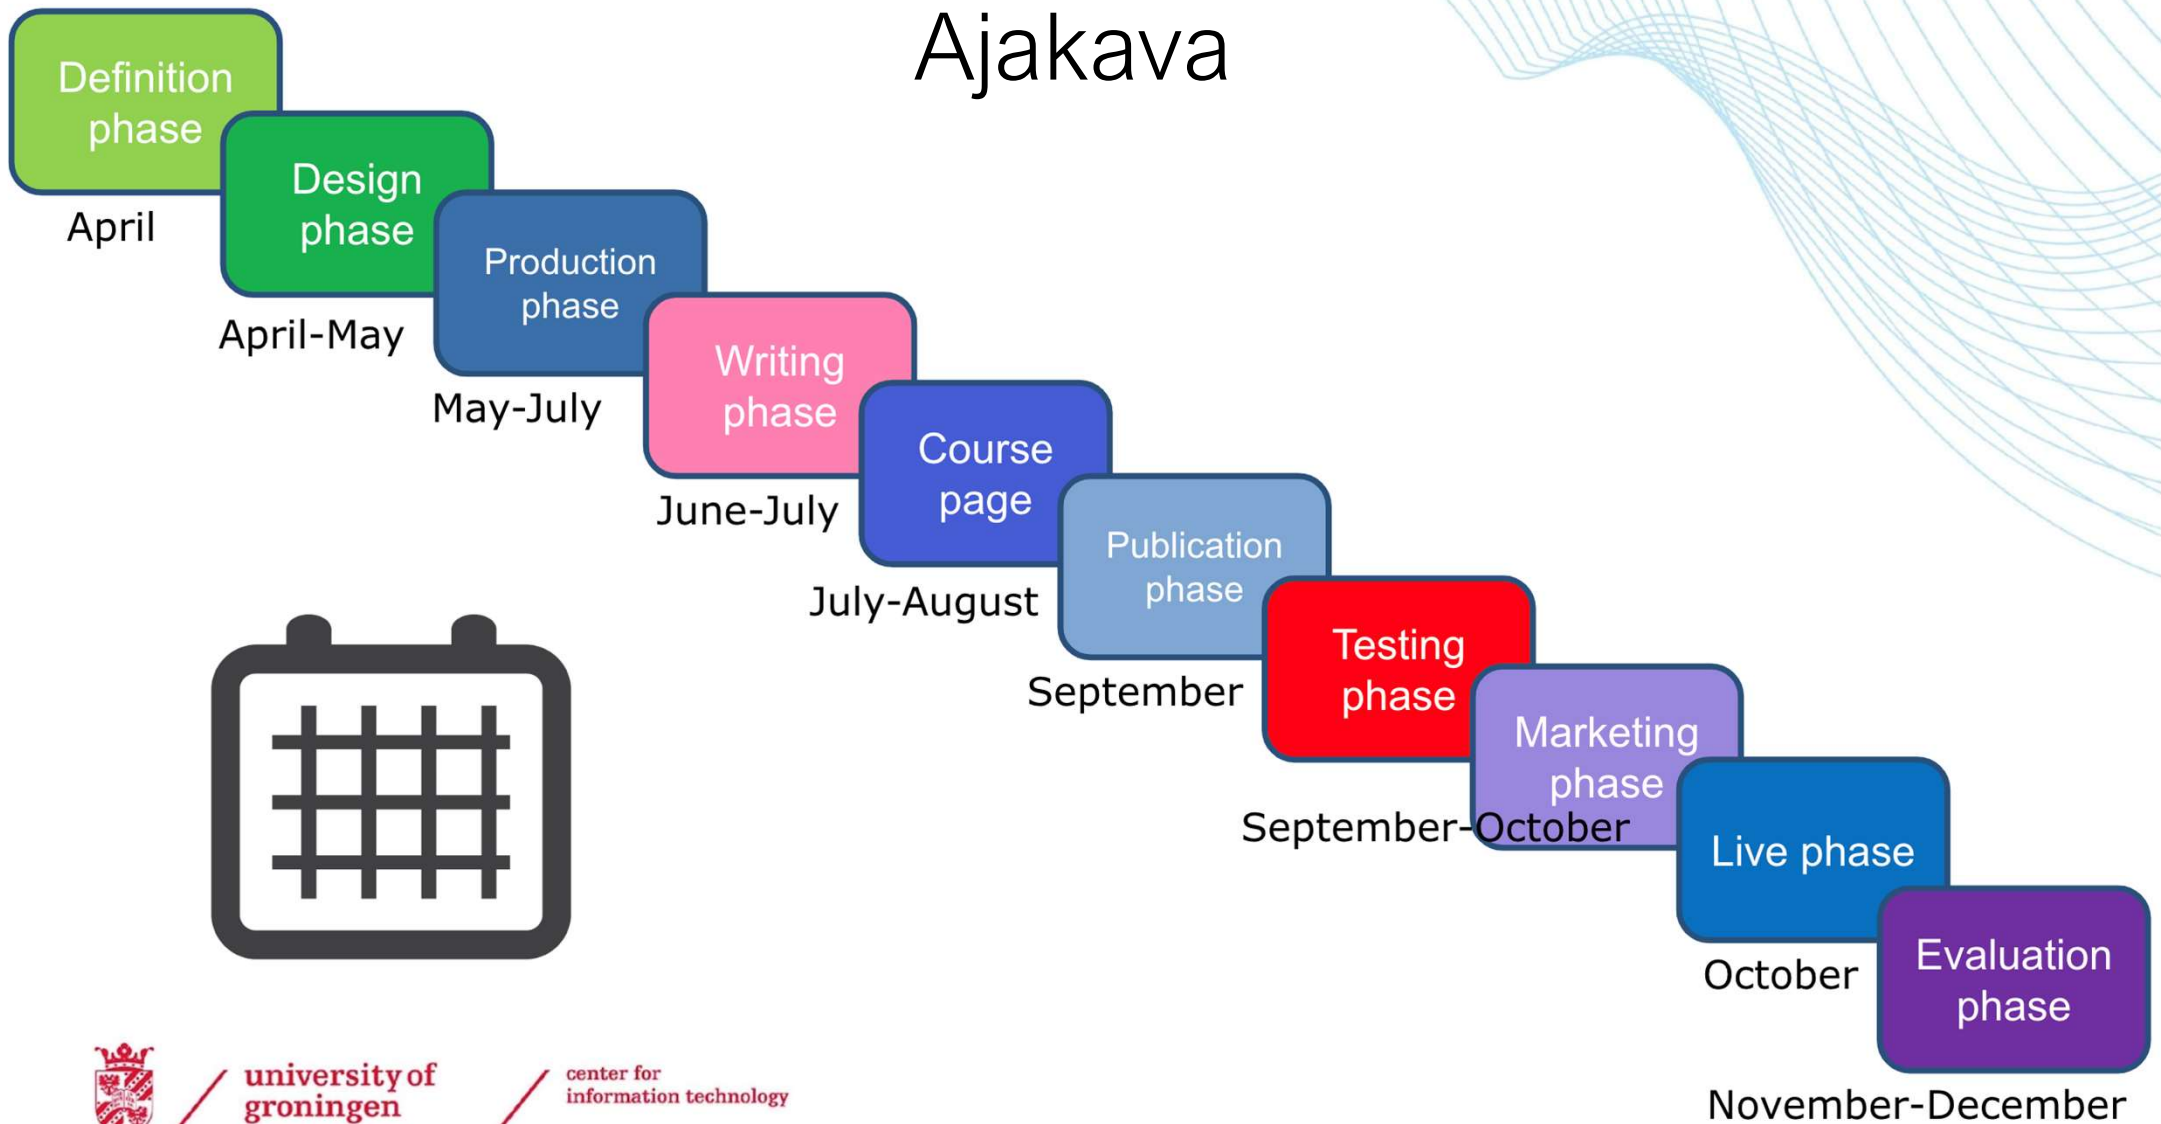 Ajakava
Definition
phase
April
Design
phase
April-May
Production
phase
May-July
Writing
phase
June-July
Course
page
July-August
Publication
phase
September
Testing
phase
September-October
Marketing
phase
Live phase
October
Evaluation
phase
November-December
university of
groningen
center for
information technology